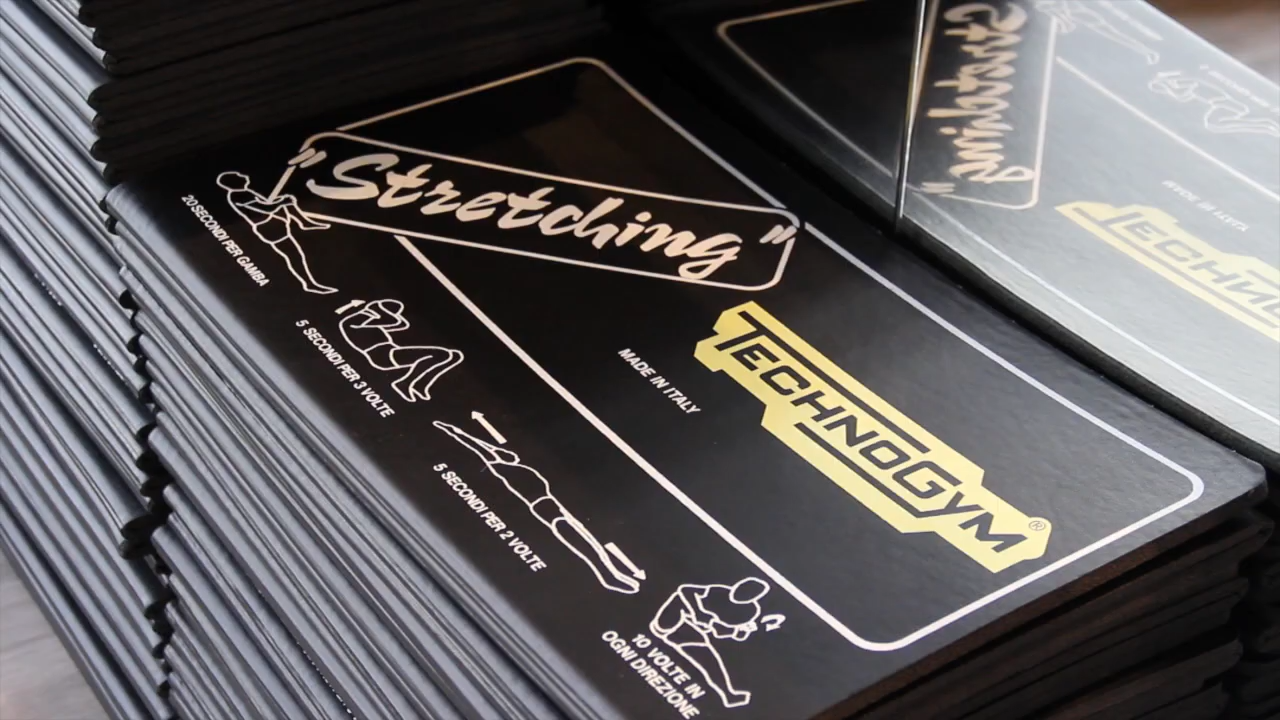 "Stretching"
20 SECONDI PER GAMBA
5 SECONDI PER 3 VOLTE
5 SECONDI PER 2 VOLTE
10 VOLTE IN
OGNI DIREZIONE
MADE IN ITALY
TECHNOGYM®
"Stretching
MADE IN ITALY